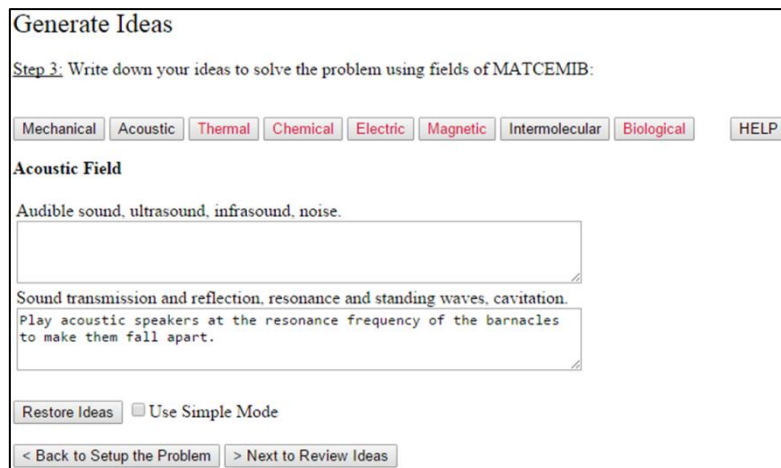 Generate Ideas
Step 3: Write down your ideas to solve the problem using fields of MATCEMIB:
Mechanical Acoustic Thermal Chemical Electric Magnetic Intermolecular Biological HELP
Acoustic Field
Audible sound, ultrasound, infrasound, noise.
Sound transmission and reflection, resonance and standing waves, cavitation.
Play acoustic speakers at the resonance frequency of the barnacles
to make them fall apart.
Restore Ideas Use Simple Mode
< Back to Setup the Problem > Next to Review Ideas